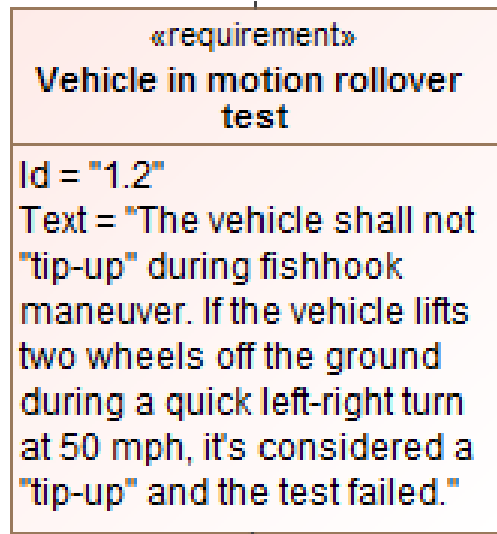 «requirement»
Vehicle in motion rollover
test
Id = "1.2"
Text = "The vehicle shall not
"tip-up" during fishhook
maneuver. If the vehicle lifts
two wheels off the ground
during a quick left-right turn
at 50 mph, it's considered a
"tip-up" and the test failed."